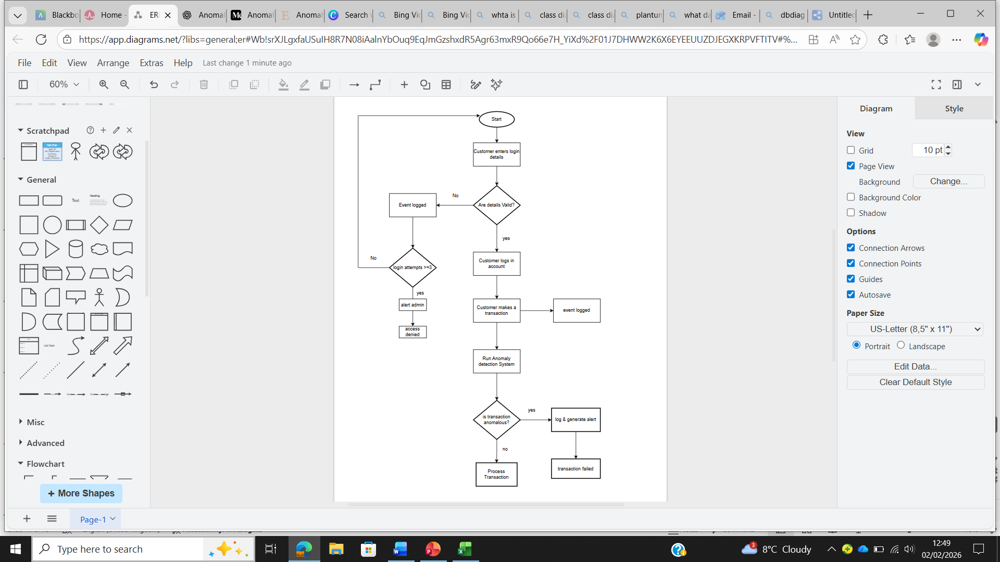 Blackbo
Home -
ER
Anomal
Anomal
Anomal
Search
Bing Vi
Bing Vi
whta is
class di
class di
plantun
what da
Email -
dbdiag
Untitled
https://app.diagrams.net/?libs=general;er#Wb!srXJLgxfaUSuIH8R7N08iAalnYbOuq9EqJmGzshxdR5Agr63mxR9Qo66e7H_YiXd%2F01J7DHWW2K6X6EYEEUUZDJEGXKRPVFTITV#%...
File Edit View Arrange Extras Help Last change 1 minute ago
60%
Scratchpad
General
Text
Heading
List Item
Misc
Advanced
Flowchart
+ More Shapes
Page-1
Start
Customer enters login
details
Are details Valid?
No
Event logged
yes
Customer logs in
account
No
login attempts >=3
yes
alert admin
access
denied
Customer makes a
transaction
event logged
Run Anomaly
detection System
is transaction
anomalous?
yes
log & generate alert
no
Process
Transaction
transaction failed
Diagram
Style
View
Grid
10 pt
Page View
Background
Change...
Background Color
Shadow
Options
Connection Arrows
Connection Points
Guides
Autosave
Paper Size
US-Letter (8,5" x 11")
Portrait
Landscape
Edit Data...
Clear Default Style
Type here to search
3
8°C Cloudy
12:49
02/02/2026